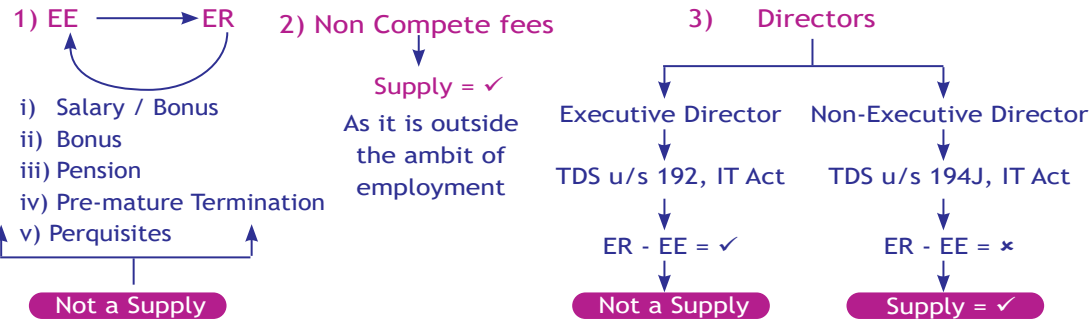 1) EE ER
i) Salary / Bonus
ii) Bonus
iii) Pension
iv) Pre-mature Termination
v) Perquisites
Not a Supply
2) Non Compete fees
Supply = ✓
As it is outside
the ambit of
employment
3) Directors
Executive Director
TDS u/s 192, IT Act
ER - EE = ✓
Not a Supply
Non-Executive Director
TDS u/s 194J, IT Act
ER - EE = ×
Supply = ✓